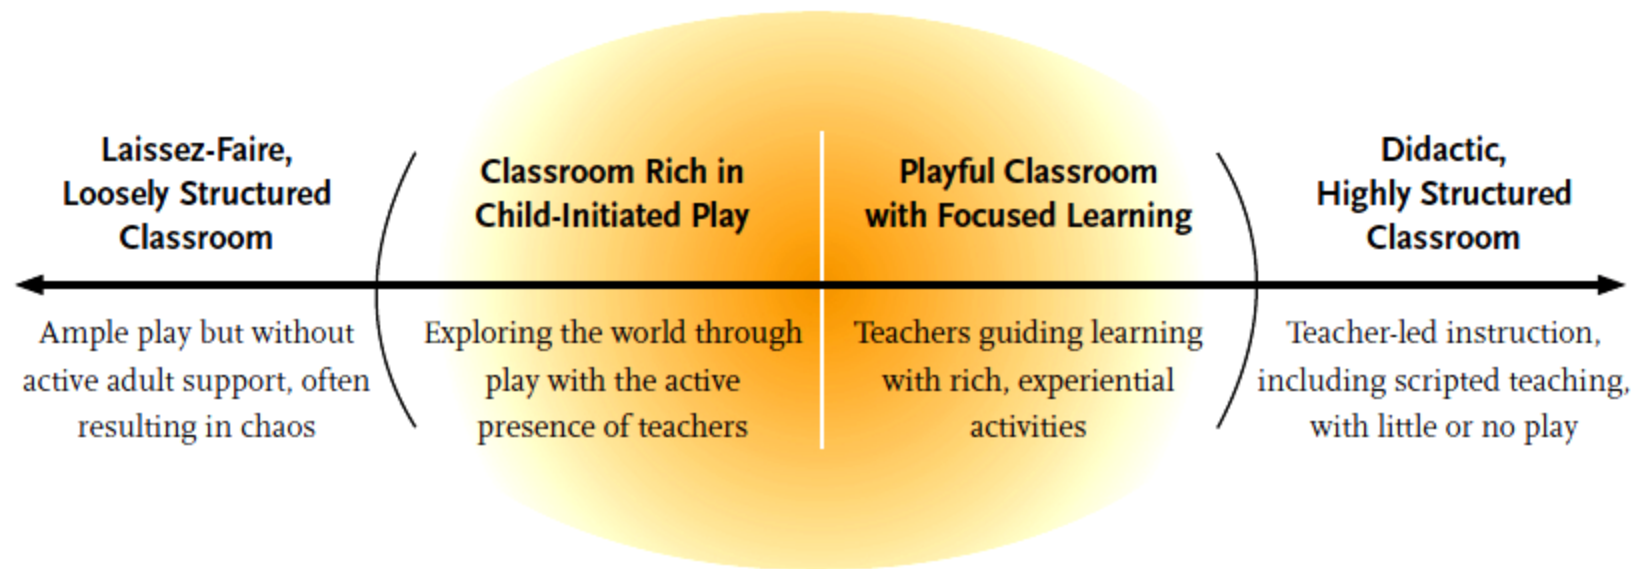 Laissez-Faire,
Loosely Structured
Classroom
Ample play but without
active adult support, often
resulting in chaos
Classroom Rich in
Child-Initiated Play
Exploring the world through
play with the active
presence of teachers
Playful Classroom
with Focused Learning
Teachers guiding learning
with rich, experiential
activities
Didactic,
Highly Structured
Classroom
Teacher-led instruction,
including scripted teaching,
with little or no play